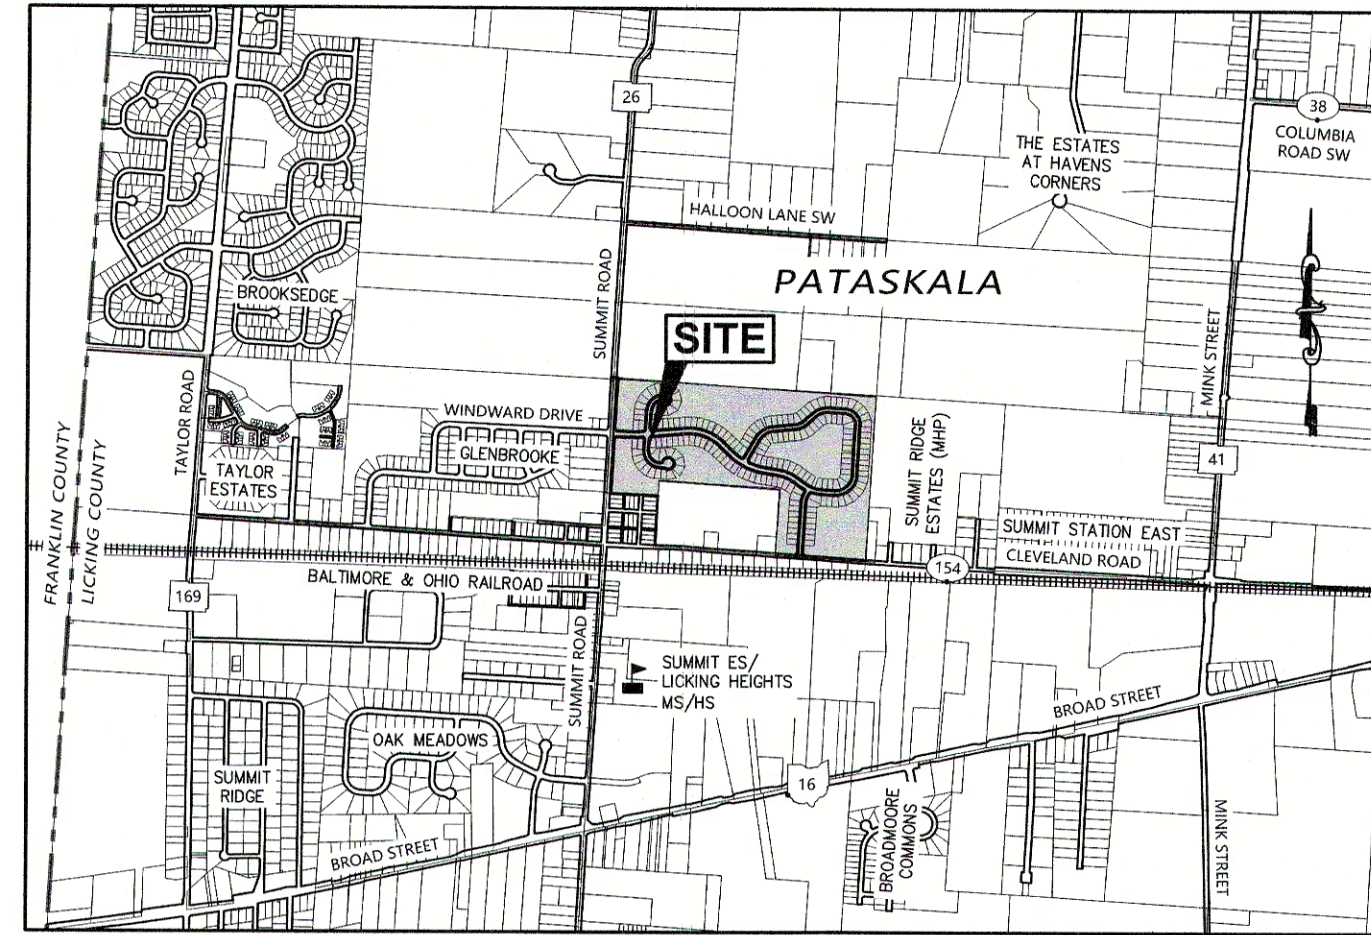 26
38
COLUMBIA
ROAD SW
THE ESTATES
AT HAVENS
CORNERS
HALLOON LANE SW
SUMMIT ROAD
PATASKALA
BROOKSEDGE
SITE
MINK STREET
TAYLOR ROAD
WINDWARD DRIVE
GLENBROOKE
TAYLOR
ESTATES
SUMMIT RIDGE
ESTATES (MHP)
41
FRANKLIN COUNTY
LICKING COUNTY
SUMMIT STATION EAST
CLEVELAND ROAD
154
BALTIMORE & OHIO RAILROAD
169
SUMMIT ROAD
SUMMIT ES/
LICKING HEIGHTS
MS/HS
BROAD STREET
OAK MEADOWS
SUMMIT
RIDGE
16
BROADMOORE
COMMONS
MINK STREET
BROAD STREET